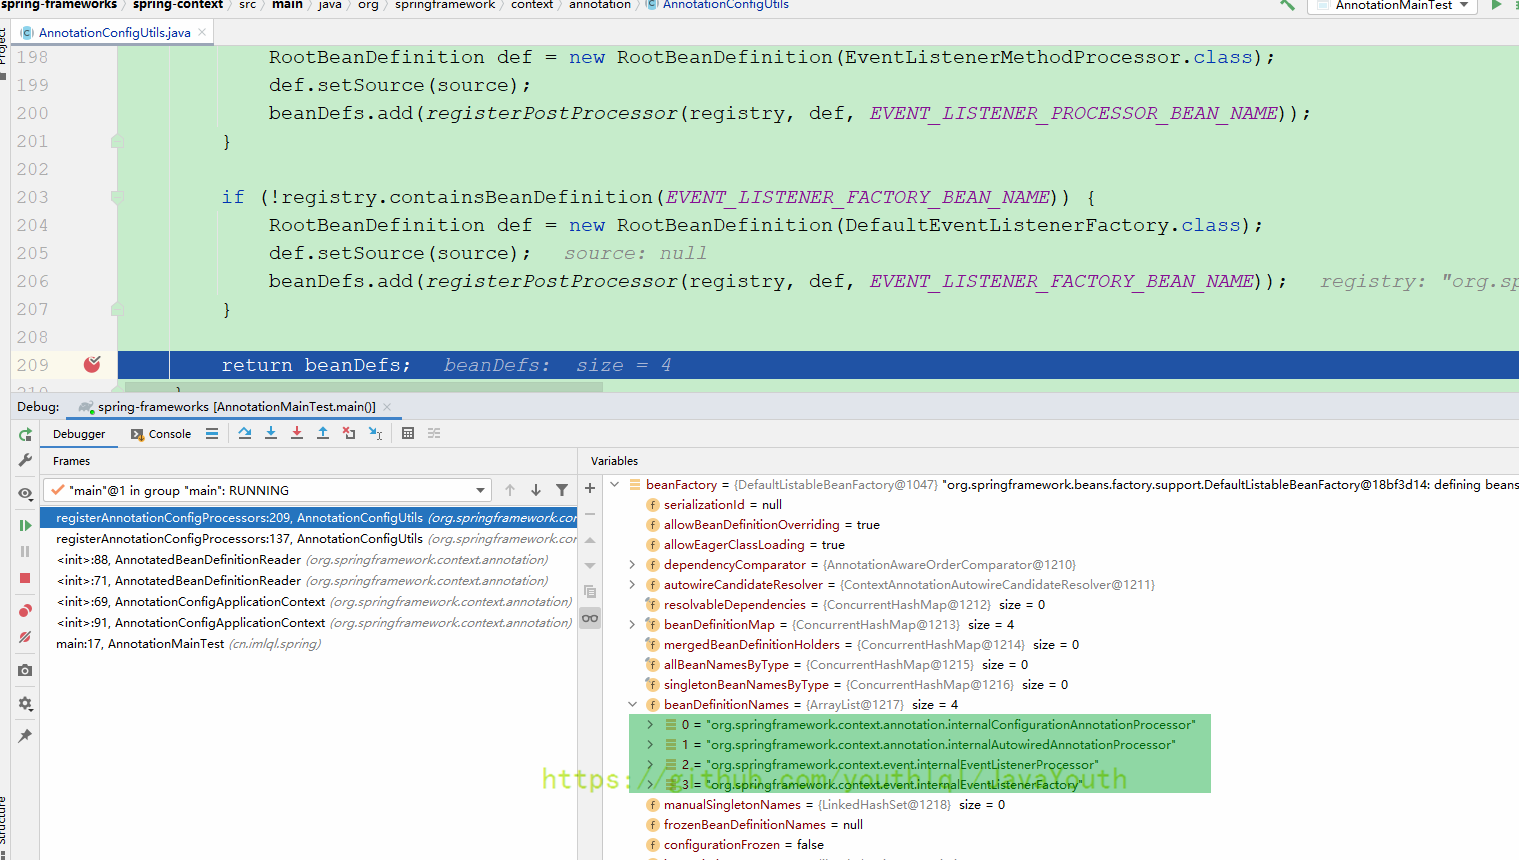 spring-frameworks > spring-context > src > main > java > org > springframework > context > annotation > AnnotationConfigUtils
AnnotationMainTest
Project
AnnotationConfigUtils.java
198 RootBeanDefinition def = new RootBeanDefinition(EventListenerMethodProcessor.class);
199 def.setSource(source);
200 beanDefs.add(registerPostProcessor(registry, def, EVENT_LISTENER_PROCESSOR_BEAN_NAME));
201 }
202
203 if (!registry.containsBeanDefinition(EVENT_LISTENER_FACTORY_BEAN_NAME)) {
204 RootBeanDefinition def = new RootBeanDefinition(DefaultEventListenerFactory.class);
205 def.setSource(source); source: null
206 beanDefs.add(registerPostProcessor(registry, def, EVENT_LISTENER_FACTORY_BEAN_NAME)); registry: "org.sp
207 }
208
209 return beanDefs; beanDefs: size = 4
210 }
Debug: spring-frameworks [AnnotationMainTest.main()]
Debugger Console
Frames
Variables
"main"@1 in group "main": RUNNING
registerAnnotationConfigProcessors:209, AnnotationConfigUtils (org.springframework.cor
registerAnnotationConfigProcessors:137, AnnotationConfigUtils (org.springframework.cor
<init>:88, AnnotatedBeanDefinitionReader (org.springframework.context.annotation)
<init>:71, AnnotatedBeanDefinitionReader (org.springframework.context.annotation)
<init>:69, AnnotationConfigApplicationContext (org.springframework.context.annotation)
<init>:91, AnnotationConfigApplicationContext (org.springframework.context.annotation)
main:17, AnnotationMainTest (cn.imlql.spring)
beanFactory = {DefaultListableBeanFactory@1047} "org.springframework.beans.factory.support.DefaultListableBeanFactory@18bf3d14: defining beans
serializationId = null
allowBeanDefinitionOverriding = true
allowEagerClassLoading = true
dependencyComparator = {AnnotationAwareOrderComparator@1210}
autowireCandidateResolver = {ContextAnnotationAutowireCandidateResolver@1211}
resolvableDependencies = {ConcurrentHashMap@1212} size = 0
beanDefinitionMap = {ConcurrentHashMap@1213} size = 4
mergedBeanDefinitionHolders = {ConcurrentHashMap@1214} size = 0
allBeanNamesByType = {ConcurrentHashMap@1215} size = 0
singletonBeanNamesByType = {ConcurrentHashMap@1216} size = 0
beanDefinitionNames = {ArrayList@1217} size = 4
0 = "org.springframework.context.annotation.internalConfigurationAnnotationProcessor"
1 = "org.springframework.context.annotation.internalAutowiredAnnotationProcessor"
2 = "org.springframework.context.event.internalEventListenerProcessor"
3 = "org.springframework.context.event.internalEventListenerFactory"
https://github.com/youthlql/JavaYouth
manualSingletonNames = {LinkedHashSet@1218} size = 0
frozenBeanDefinitionNames = null
configurationFrozen = false
Structure